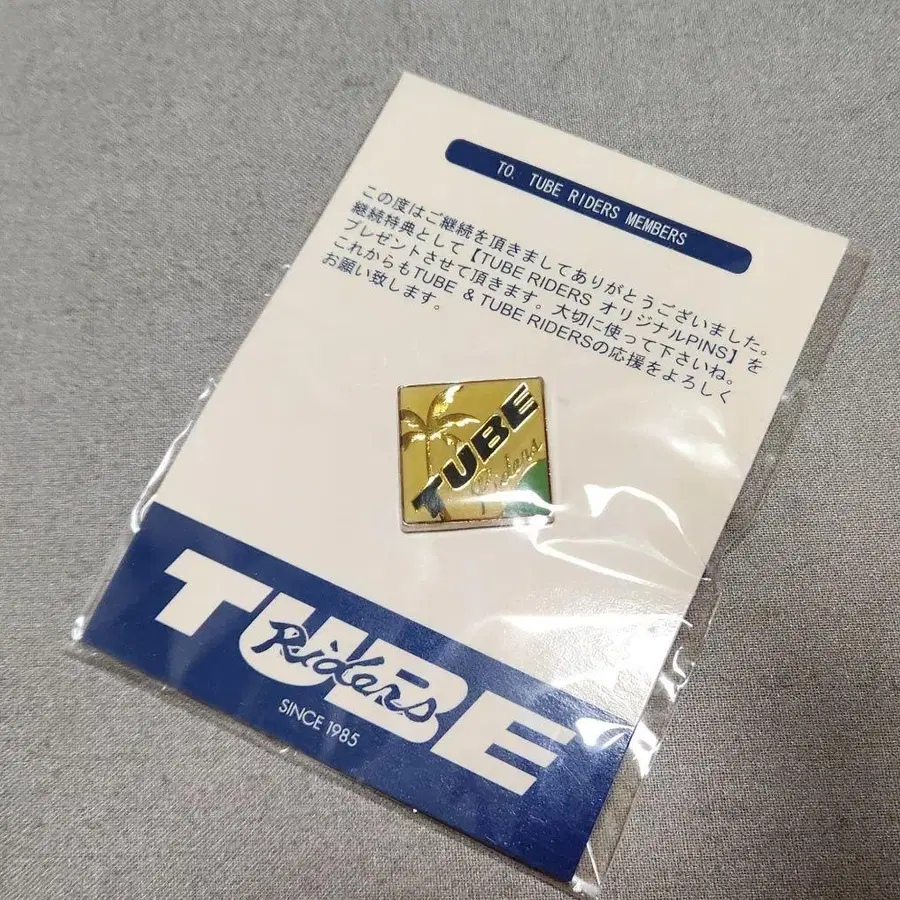 TO. TUBE RIDERS MEMBERS
この度はご継続を頂きましてありがとうございました。
継続特典として【TUBE RIDERS オリジナルPINS】を
プレゼントさせて頂きます。大切に使って下さいね。
これからもTUBE & TUBE RIDERSの応援をよろしく
お願い致します。
TUBE
Riders
TUBE
Riders
SINCE 1985